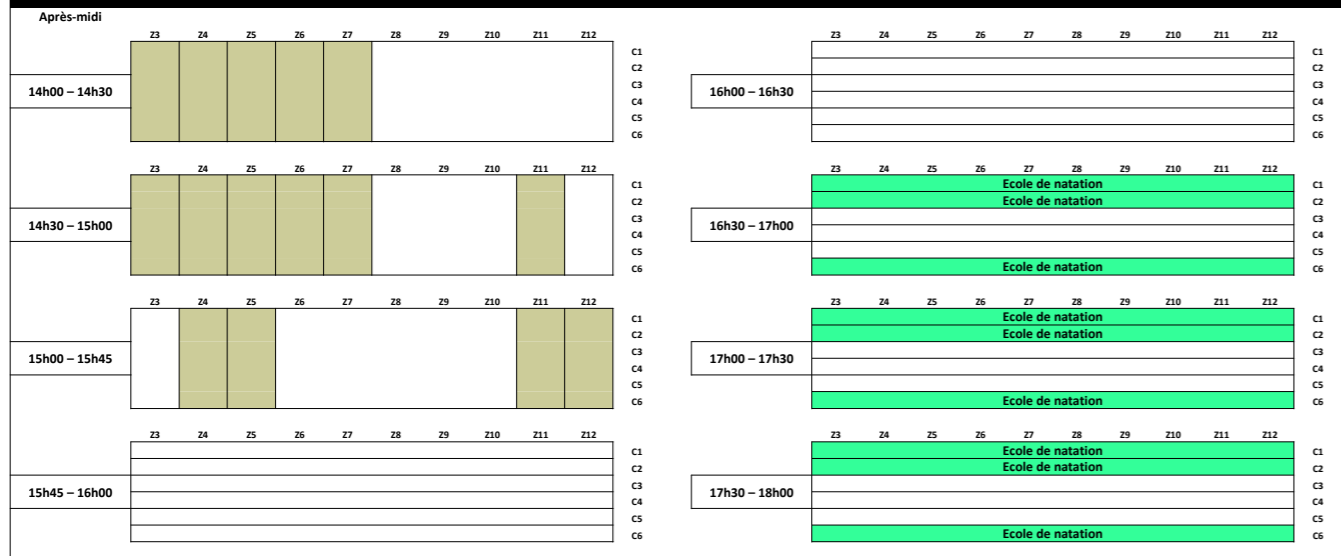 Après-midi
Z3 Z4 Z5 Z6 Z7 Z8 Z9 Z10 Z11 Z12
C1
C2
14h00 – 14h30 C3
C4
C5
C6
Z3 Z4 Z5 Z6 Z7 Z8 Z9 Z10 Z11 Z12
C1
C2
14h30 – 15h00 C3
C4
C5
C6
Z3 Z4 Z5 Z6 Z7 Z8 Z9 Z10 Z11 Z12
C1
C2
15h00 – 15h45 C3
C4
C5
C6
Z3 Z4 Z5 Z6 Z7 Z8 Z9 Z10 Z11 Z12
C1
C2
15h45 – 16h00 C3
C4
C5
C6
Z3 Z4 Z5 Z6 Z7 Z8 Z9 Z10 Z11 Z12
C1
C2
16h00 – 16h30 C3
C4
C5
C6
Z3 Z4 Z5 Z6 Z7 Z8 Z9 Z10 Z11 Z12
Ecole de natation C1
Ecole de natation C2
16h30 – 17h00 C3
C4
C5
Ecole de natation C6
Z3 Z4 Z5 Z6 Z7 Z8 Z9 Z10 Z11 Z12
Ecole de natation C1
Ecole de natation C2
17h00 – 17h30 C3
C4
C5
Ecole de natation C6
Z3 Z4 Z5 Z6 Z7 Z8 Z9 Z10 Z11 Z12
Ecole de natation C1
Ecole de natation C2
17h30 – 18h00 C3
C4
C5
Ecole de natation C6